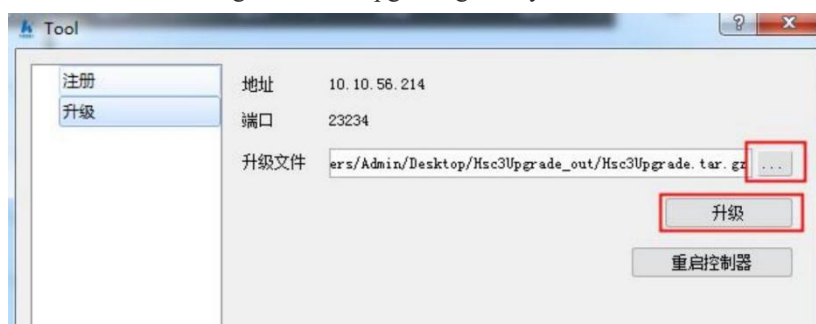 Tool
注册
升级
地址 10.10.56.214
端口 23234
升级文件 ers/Admin/Desktop/Hsc3Upgrade_out/Hsc3Upgrade.tar.gz ...
升级
重启控制器